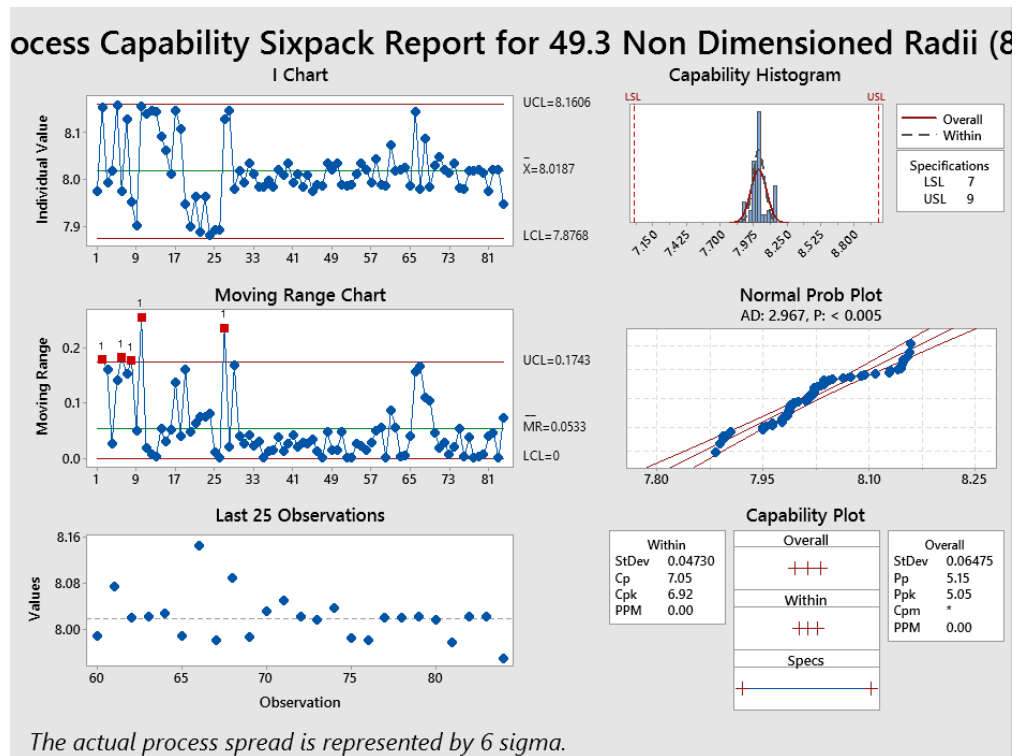 ocess Capability Sixpack Report for 49.3 Non Dimensioned Radii (8
I Chart
Individual Value
8.1
8.0
7.9
1 9 17 25 33 41 49 57 65 73 81
UCL=8.1606
_
X=8.0187
LCL=7.8768
Capability Histogram
LSL USL
7.150 7.425 7.700 7.975 8.250 8.525 8.800
Overall
Within
Specifications
LSL 7
USL 9
Moving Range Chart
Moving Range
0.2
0.1
0.0
1 1 1 1 1
1 9 17 25 33 41 49 57 65 73 81
UCL=0.1743
__
MR=0.0533
LCL=0
Normal Prob Plot
AD: 2.967, P: < 0.005
7.80 7.95 8.10 8.25
Last 25 Observations
Values
8.16
8.08
8.00
60 65 70 75 80
Observation
Capability Plot
Within
StDev 0.04730
Cp 7.05
Cpk 6.92
PPM 0.00
Overall
Within
Specs
Overall
StDev 0.06475
Pp 5.15
Ppk 5.05
Cpm *
PPM 0.00
The actual process spread is represented by 6 sigma.